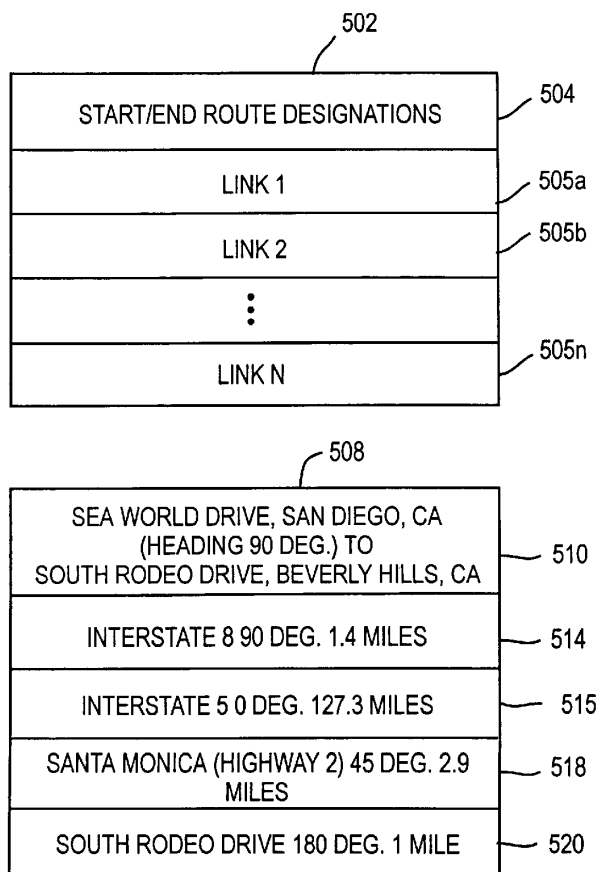 502
START/END ROUTE DESIGNATIONS
504
LINK 1
505a
LINK 2
505b
LINK N
505n
508
SEA WORLD DRIVE, SAN DIEGO, CA
(HEADING 90 DEG.) TO
SOUTH RODEO DRIVE, BEVERLY HILLS, CA
510
INTERSTATE 8 90 DEG. 1.4 MILES
514
INTERSTATE 5 0 DEG. 127.3 MILES
515
SANTA MONICA (HIGHWAY 2) 45 DEG. 2.9
MILES
518
SOUTH RODEO DRIVE 180 DEG. 1 MILE
520